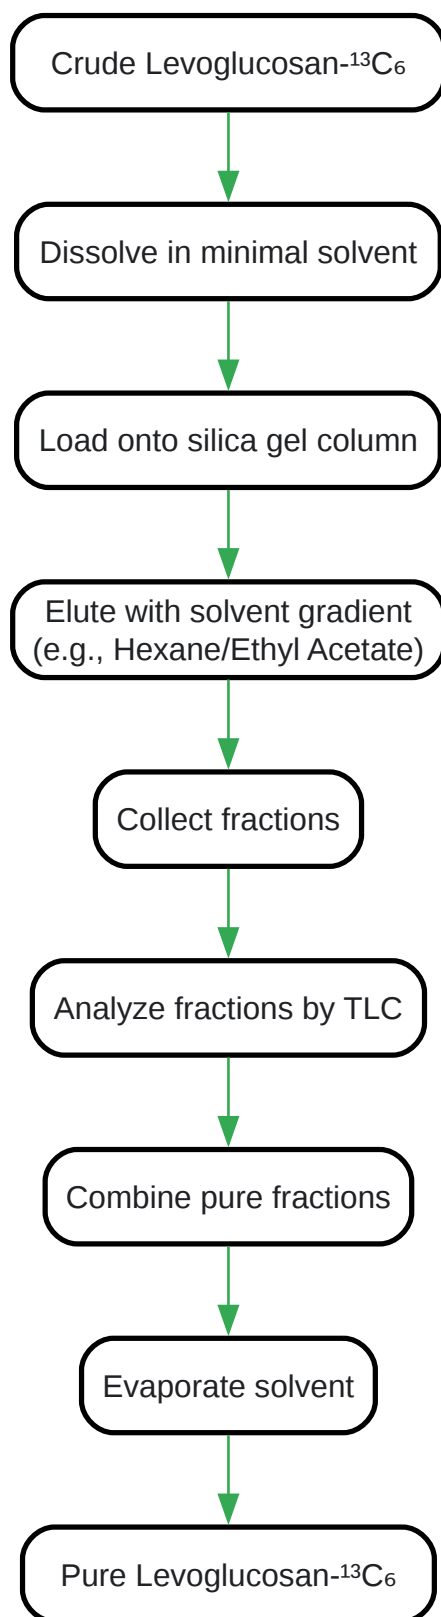 Crude Levoglucosan-¹³C₆
Dissolve in minimal solvent
Load onto silica gel column
Elute with solvent gradient
(e.g., Hexane/Ethyl Acetate)
Collect fractions
Analyze fractions by TLC
Combine pure fractions
Evaporate solvent
Pure Levoglucosan-¹³C₆